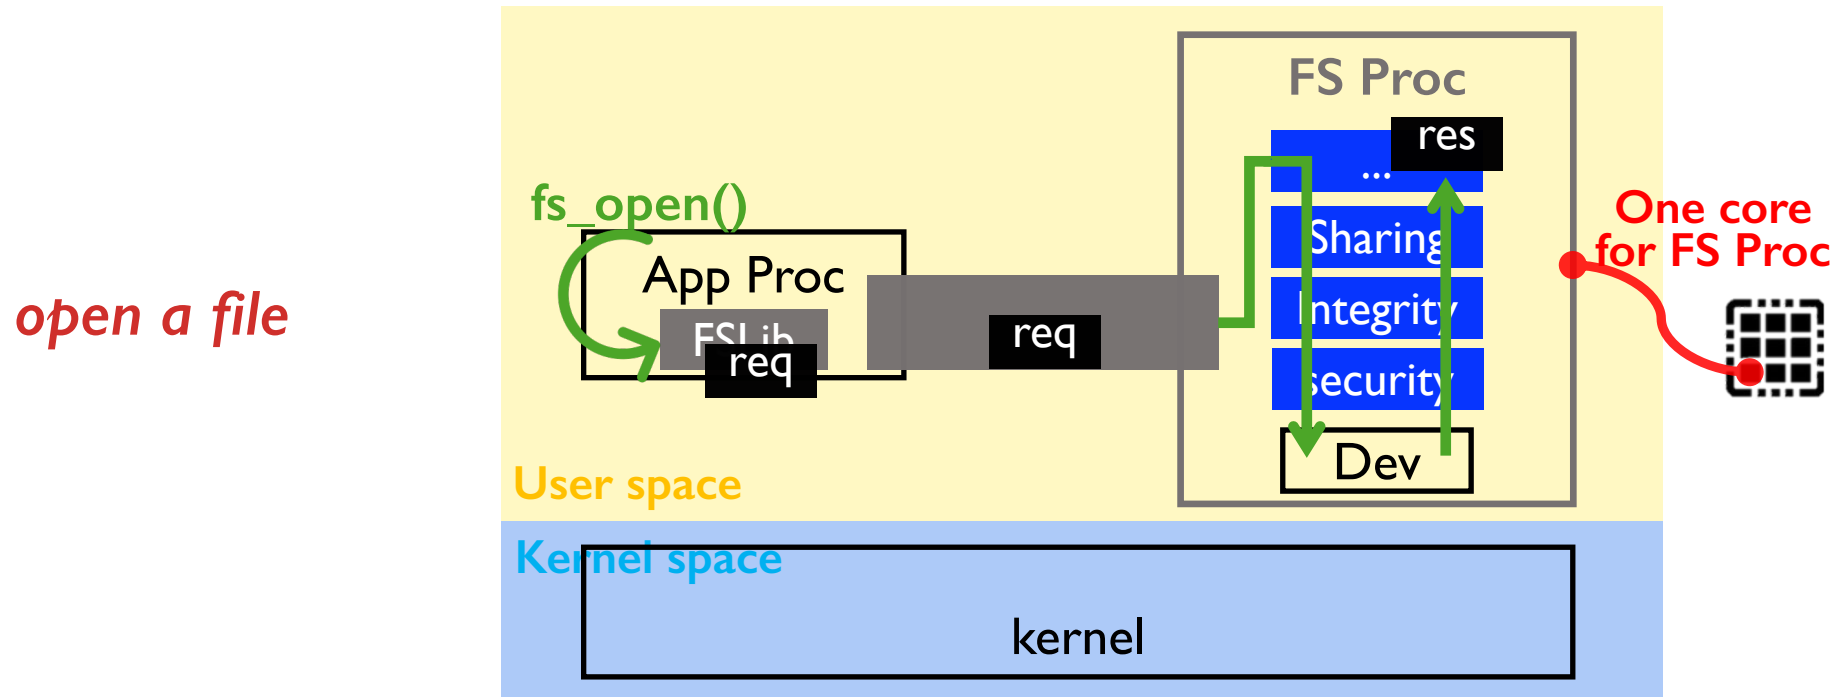 FS Proc
res
...
fs_open()
One core
for FS Proc
Sharing
App Proc
open a file
Integrity
FSLib
req
req
security
Dev
User space
Kernel space
kernel